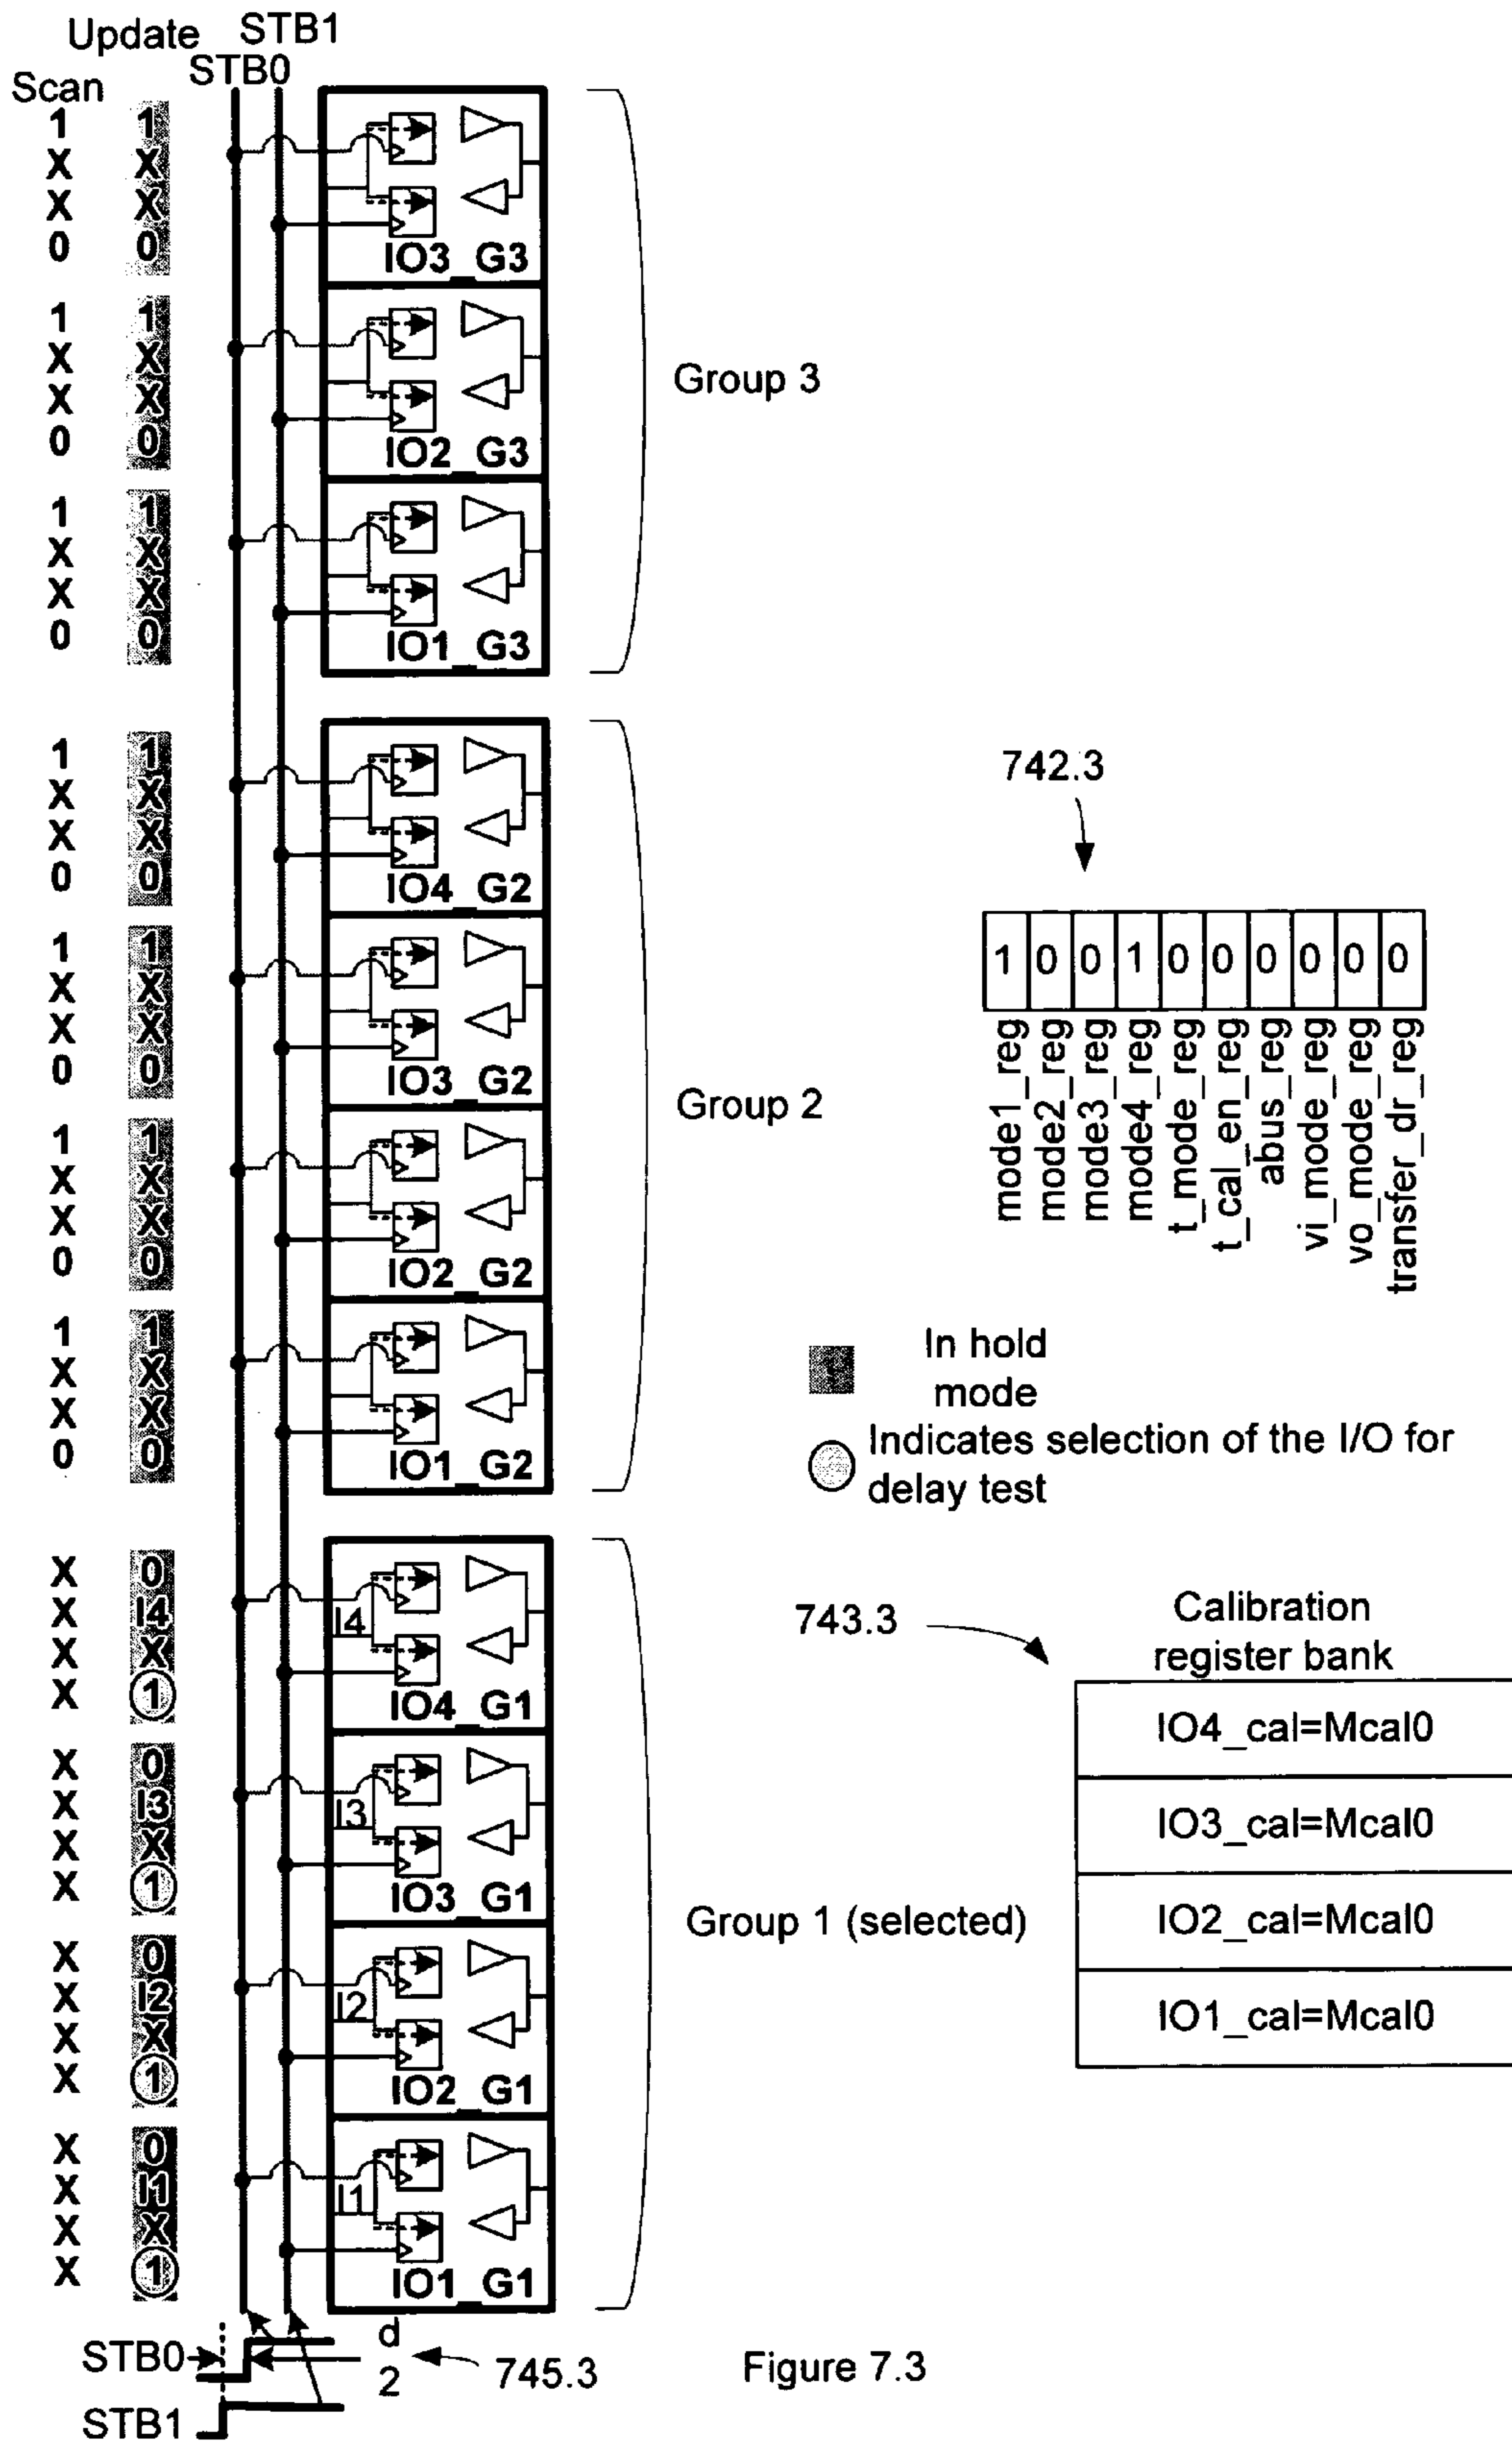 Update STB1
STB0
Scan
1 1
X X
X X
0 0
IO3_G3
1 1
X X
X X
0 0
IO2_G3
Group 3
1 1
X X
X X
0 0
IO1_G3
1 1
X X
X X
0 0
IO4_G2
1 1
X X
X X
0 0
IO3_G2
Group 2
1 1
X X
X X
0 0
IO2_G2
1 1
X X
X X
0 0
IO1_G2
742.3
1 0 0 1 0 0 0 0 0 0
mode1_reg
mode2_reg
mode3_reg
mode4_reg
t_mode_reg
t_cal_en_reg
abus_reg
vi_mode_reg
vo_mode_reg
transfer_dr_reg
In hold
mode
Indicates selection of the I/O for
delay test
X 0
X I4 I4
X X
X 1
IO4_G1
X 0
X I3 I3
X X
X 1
IO3_G1
Group 1 (selected)
X 0
X I2 I2
X X
X 1
IO2_G1
X 0
X I1 I1
X X
X 1
IO1_G1
743.3
Calibration
register bank
IO4_cal=Mcal0
IO3_cal=Mcal0
IO2_cal=Mcal0
IO1_cal=Mcal0
STB0
d
2
745.3
STB1
Figure 7.3